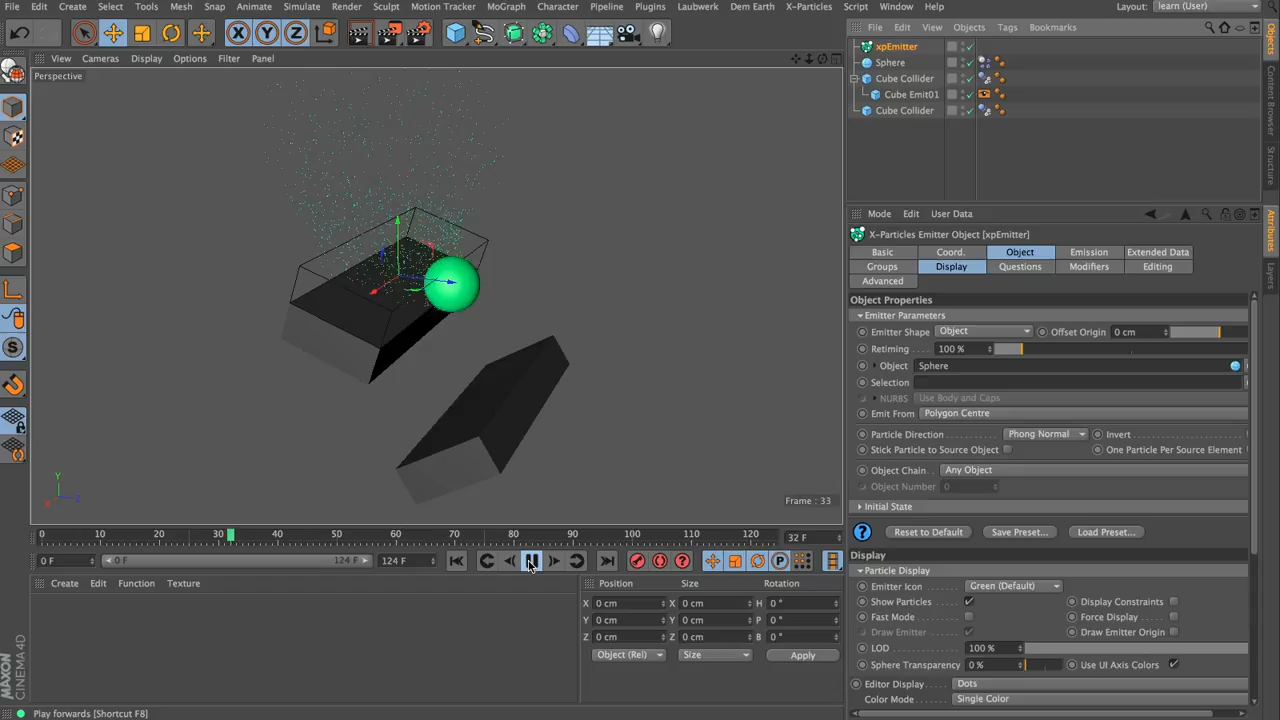 File Edit Create Select Tools Mesh Snap Animate Simulate Render Sculpt Motion Tracker MoGraph Character Pipeline Plugins Laubwerk Dem Earth X-Particles Script Window Help Layout: learn (User)
View Cameras Display Options Filter Panel
Perspective
Y
X
Z
Frame : 33
0 10 20 30 40 50 60 70 80 90 100 110 120 32 F
0 F 0 F 124 F 124 F
Create Edit Function Texture
Position Size Rotation
X 0 cm X 0 cm H 0 °
Y 0 cm Y 0 cm P 0 °
Z 0 cm Z 0 cm B 0 °
Object (Rel) Size Apply
MAXON
CINEMA 4D
Play forwards [Shortcut F8]
File Edit View Objects Tags Bookmarks
xpEmitter
Sphere
Cube Collider
Cube Emit01
Cube Collider
Objects
Content Browser
Structure
Attributes
Layers
Mode Edit User Data
X-Particles Emitter Object [xpEmitter]
Basic Coord. Object Emission Extended Data
Groups Display Questions Modifiers Editing
Advanced
Object Properties
Emitter Parameters
Emitter Shape Object Offset Origin 0 cm
Retiming 100 %
Object Sphere
Selection
NURBS Use Body and Caps
Emit From Polygon Centre
Particle Direction Phong Normal Invert
Stick Particle to Source Object One Particle Per Source Element
Object Chain Any Object
Object Number 0
Initial State
Reset to Default Save Preset... Load Preset...
Display
Particle Display
Emitter Icon Green (Default)
Show Particles Display Constraints
Fast Mode Force Display
Draw Emitter Draw Emitter Origin
LOD 100 %
Sphere Transparency 0 % Use UI Axis Colors
Editor Display Dots
Color Mode Single Color